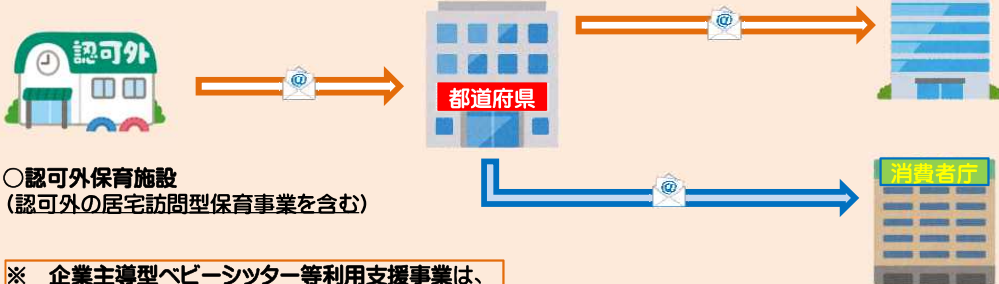 認可外
都道府県
消費者庁
○認可外保育施設
（認可外の居宅訪問型保育事業を含む）
※　企業主導型ベビーシッター等利用支援事業は、